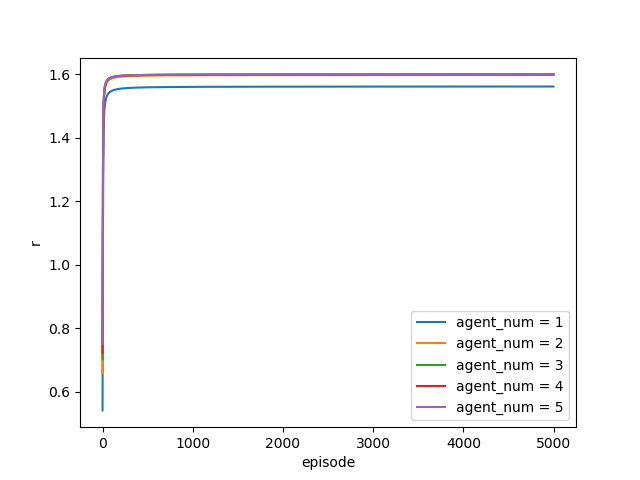 1.6
1.4
1.2
1.0
0.8
0.6
r
0 1000 2000 3000 4000 5000
episode
agent_num = 1
agent_num = 2
agent_num = 3
agent_num = 4
agent_num = 5